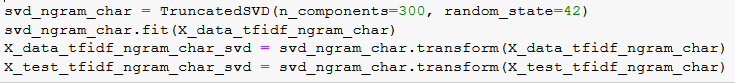 svd_ngram_char = TruncatedSVD(n_components=300, random_state=42)
svd_ngram_char.fit(X_data_tfidf_ngram_char)
X_data_tfidf_ngram_char_svd = svd_ngram_char.transform(X_data_tfidf_ngram_char)
X_test_tfidf_ngram_char_svd = svd_ngram_char.transform(X_test_tfidf_ngram_char)